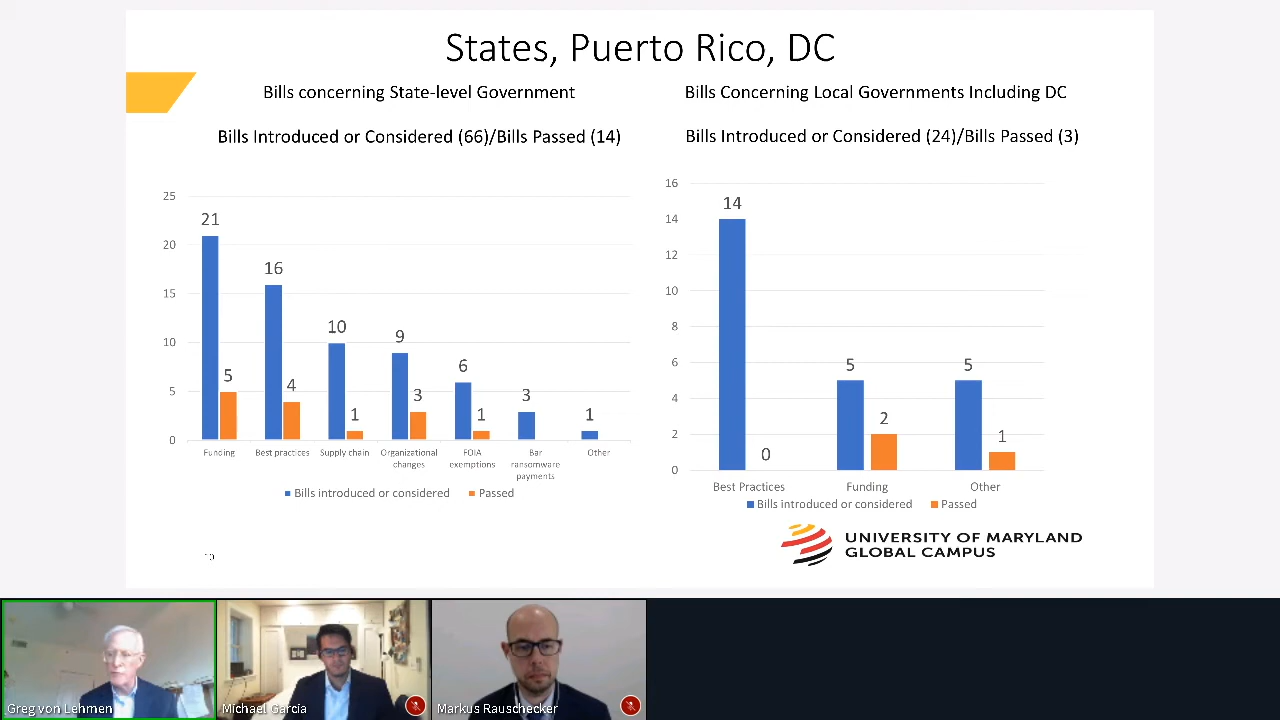 States, Puerto Rico, DC
Bills concerning State-level Government
Bills Introduced or Considered (66)/Bills Passed (14)
25
20
15
10
5
0
21
5
16
4
10
1
9
3
6
1
3
1
Funding
Best practices
Supply chain
Organizational
changes
FOIA
exemptions
Bar
ransomware
payments
Other
Bills introduced or considered
Passed
Bills Concerning Local Governments Including DC
Bills Introduced or Considered (24)/Bills Passed (3)
16
14
12
10
8
6
4
2
0
14
0
5
2
5
1
Best Practices
Funding
Other
Bills introduced or considered
Passed
10
UNIVERSITY OF MARYLAND
GLOBAL CAMPUS
Greg von Lehmen
Michael Garcia
Markus Rauschecker